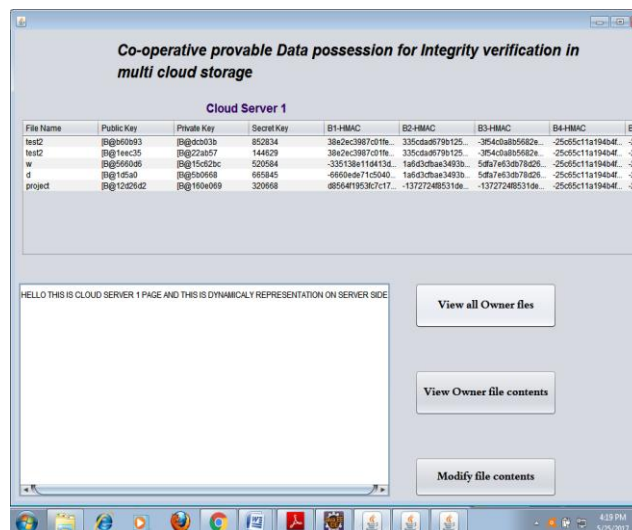 Co-operative provable Data possession for Integrity verification in
multi cloud storage
Cloud Server 1
File Name Public Key Private Key Secret Key B1-HMAC B2-HMAC B3-HMAC B4-HMAC
test2 [B@b60b93 [B@dcb03b 852834 38e2ec3987c01fe... 335cdad679b125... -3f54c0a8b5682e... -25c65c11a194b4f...
test2 [B@1eec35 [B@22ab57 144629 38e2ec3987c01fe... 335cdad679b125... -3f54c0a8b5682e... -25c65c11a194b4f...
w [B@5660d6 [B@15c62bc 520584 -335138e11d413d... 1a6d3cfbae3493b... 5dfa7e63db78d26... -25c65c11a194b4f...
d [B@1d5a0 [B@5b0668 665845 -6660ede71c5040... 1a6d3cfbae3493b... 5dfa7e63db78d26... -25c65c11a194b4f...
project [B@12d26d2 [B@160e069 320668 d8564f1953fc7c17... -1372724f8531de... -1372724f8531de... -25c65c11a194b4f...
HELLO THIS IS CLOUD SERVER 1 PAGE AND THIS IS DYNAMICALY REPRESENTATION ON SERVER SIDE
View all Owner fles
View Owner file contents
Modify file contents
4:19 PM
5/25/2012